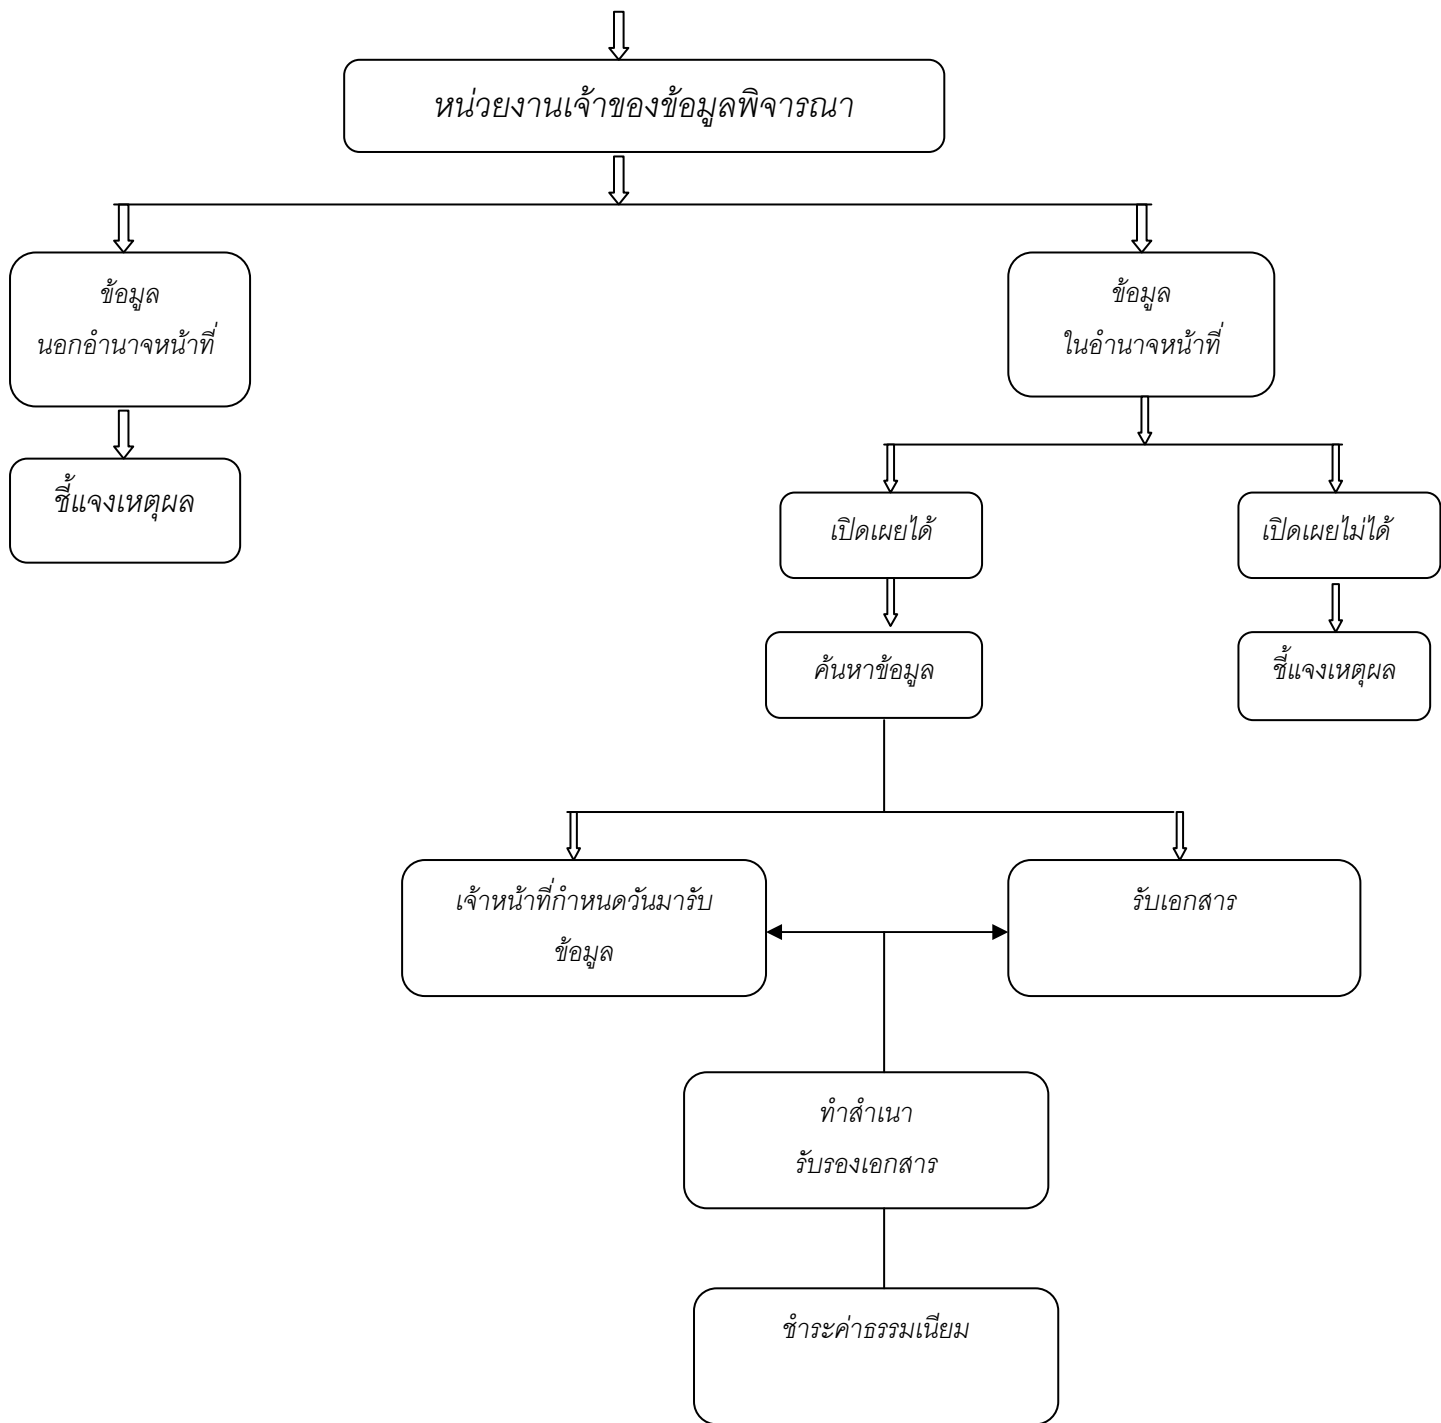 หน่วยงานเจ้าของข้อมูลพิจารณา
ข้อมูล
นอกอำนาจหน้าที่
ข้อมูล
ในอำนาจหน้าที่
ชี้แจงเหตุผล
เปิดเผยได้
เปิดเผยไม่ได้
ค้นหาข้อมูล
ชี้แจงเหตุผล
เจ้าหน้าที่กำหนดวันมารับ
ข้อมูล
รับเอกสาร
ทำสำเนา
รับรองเอกสาร
ชำระค่าธรรมเนียม